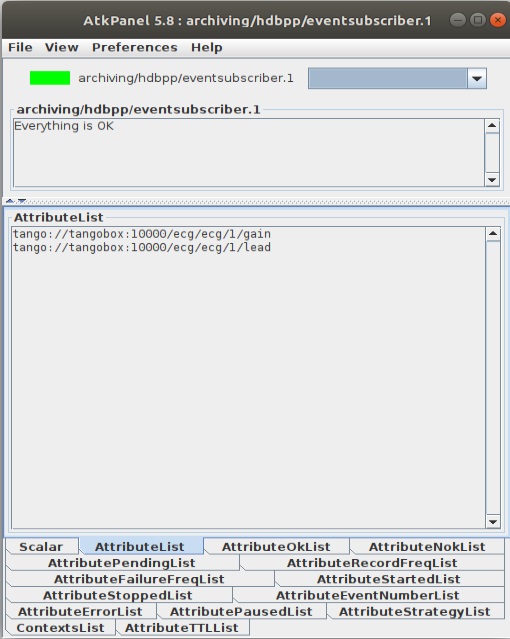 AtkPanel 5.8 : archiving/hdbpp/eventsubscriber.1
File View Preferences Help
archiving/hdbpp/eventsubscriber.1
archiving/hdbpp/eventsubscriber.1
Everything is OK
AttributeList
tango://tangobox:10000/ecg/ecg/1/gain
tango://tangobox:10000/ecg/ecg/1/lead
Scalar AttributeList AttributeOkList AttributeNokList
AttributePendingList AttributeRecordFreqList
AttributeFailureFreqList AttributeStartedList
AttributeStoppedList AttributeEventNumberList
AttributeErrorList AttributePausedList AttributeStrategyList
ContextsList AttributeTTLList